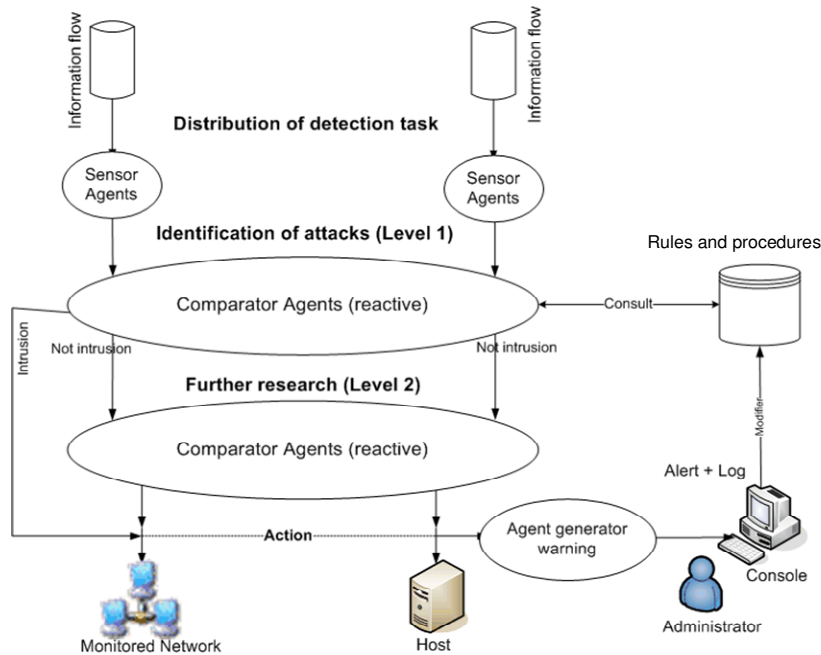 Information flow
Information flow
Distribution of detection task
Sensor
Agents
Sensor
Agents
Identification of attacks (Level 1)
Rules and procedures
Comparator Agents (reactive)
Consult
Intrusion
Not intrusion
Not intrusion
Further research (Level 2)
Modifier
Comparator Agents (reactive)
Alert + Log
Action
Agent generator
warning
Console
Monitored Network
Host
Administrator